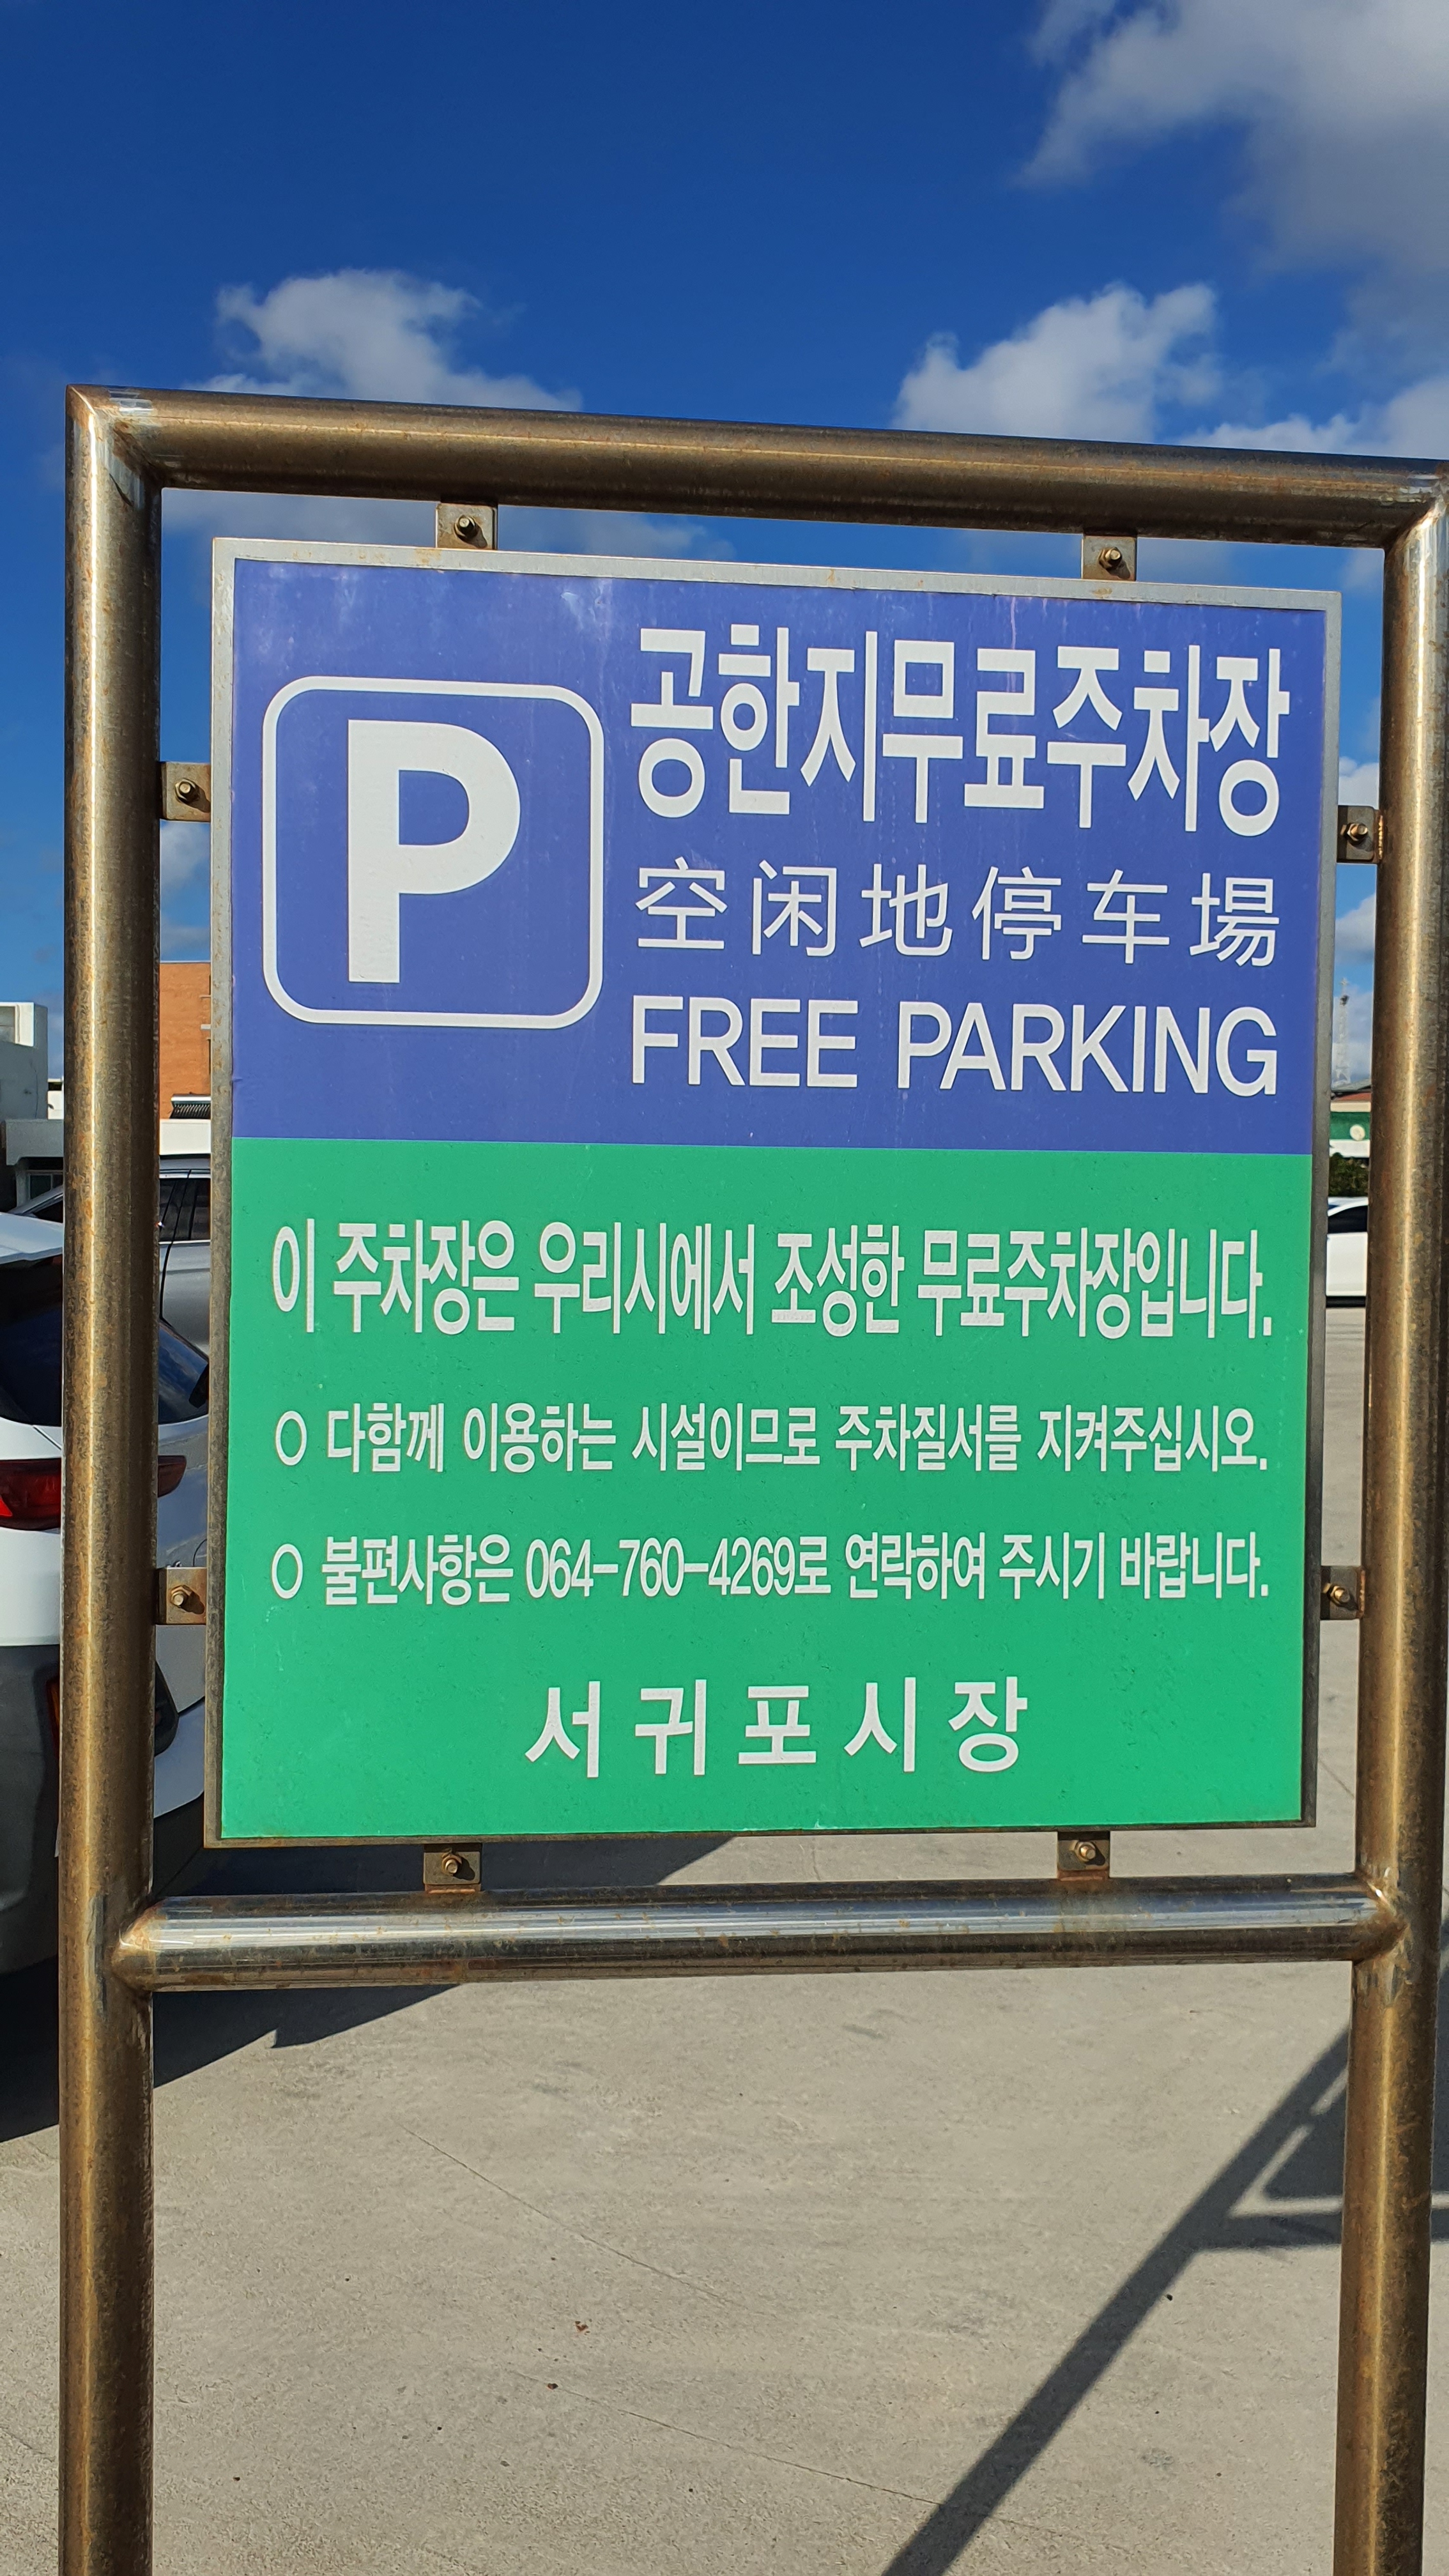 P
공한지무료주차장
空闲地停车場
FREE PARKING
이 주차장은 우리시에서 조성한 무료주차장입니다.
○ 다함께 이용하는 시설이므로 주차질서를 지켜주십시오.
○ 불편사항은 064-760-4269로 연락하여 주시기 바랍니다.
서귀포시장